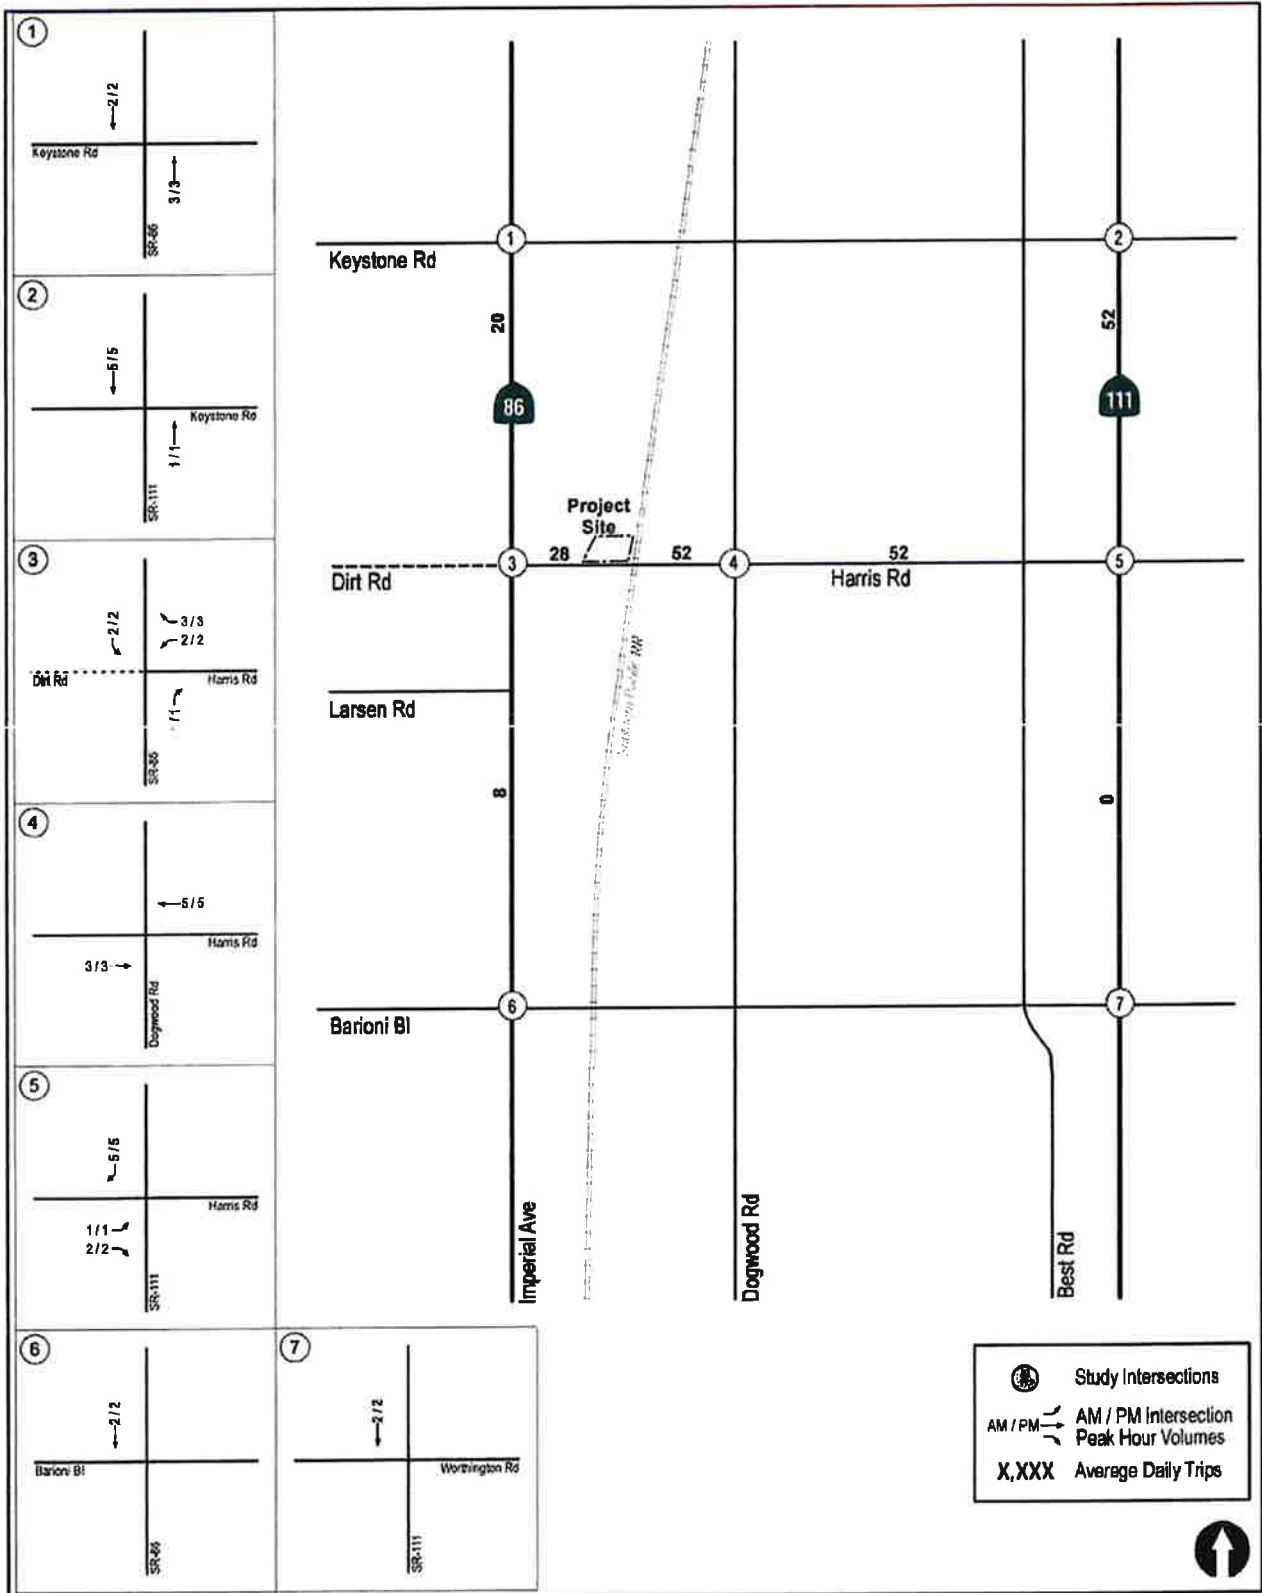 1
2/2
Keystone Rd
3/3
SR-86
2
5/5
Keystone Rd
1/1
SR-111
3
2/2
3/3
2/2
Dirt Rd
Harris Rd
/1
4
5/5
Harris Rd
3/3
Dogwood Rd
5
5/5
Harris Rd
1/1
2/2
SR-111
6
2/2
Barioni Bl
SR-86
7
2/2
Worthington Rd
SR-111
1
2
Keystone Rd
20
52
86
111
Project
Site
3
28
52
4
52
5
Dirt Rd
Harris Rd
Larsen Rd
8
0
6
7
Barioni Bl
Imperial Ave
Dogwood Rd
Best Rd
Study Intersections
AM / PM
AM / PM Intersection
Peak Hour Volumes
X,XXX Average Daily Trips